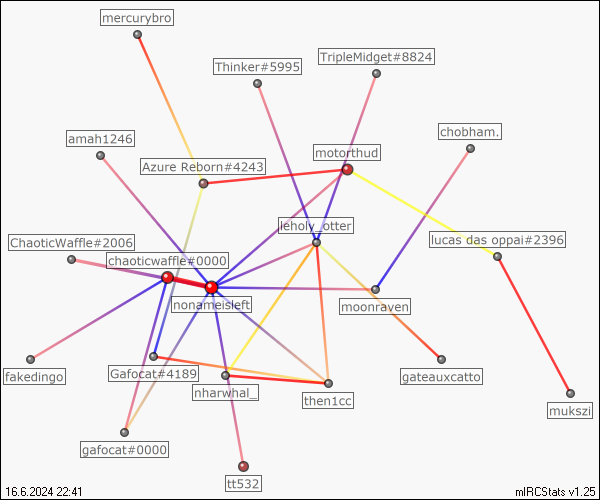 mercurybro
TripleMidget#8824
Thinker#5995
chobham.
amah1246
motorthud
Azure Reborn#4243
leholy_otter
ChaoticWaffle#2006
lucas das oppai#2396
chaoticwaffle#0000
nonameisleft
moonraven
fakedingo
Gafocat#4189
gateauxcatto
nharwhal_
then1cc
mukszi
gafocat#0000
tt532
16.6.2024 22:41
mIRCStats v1.25